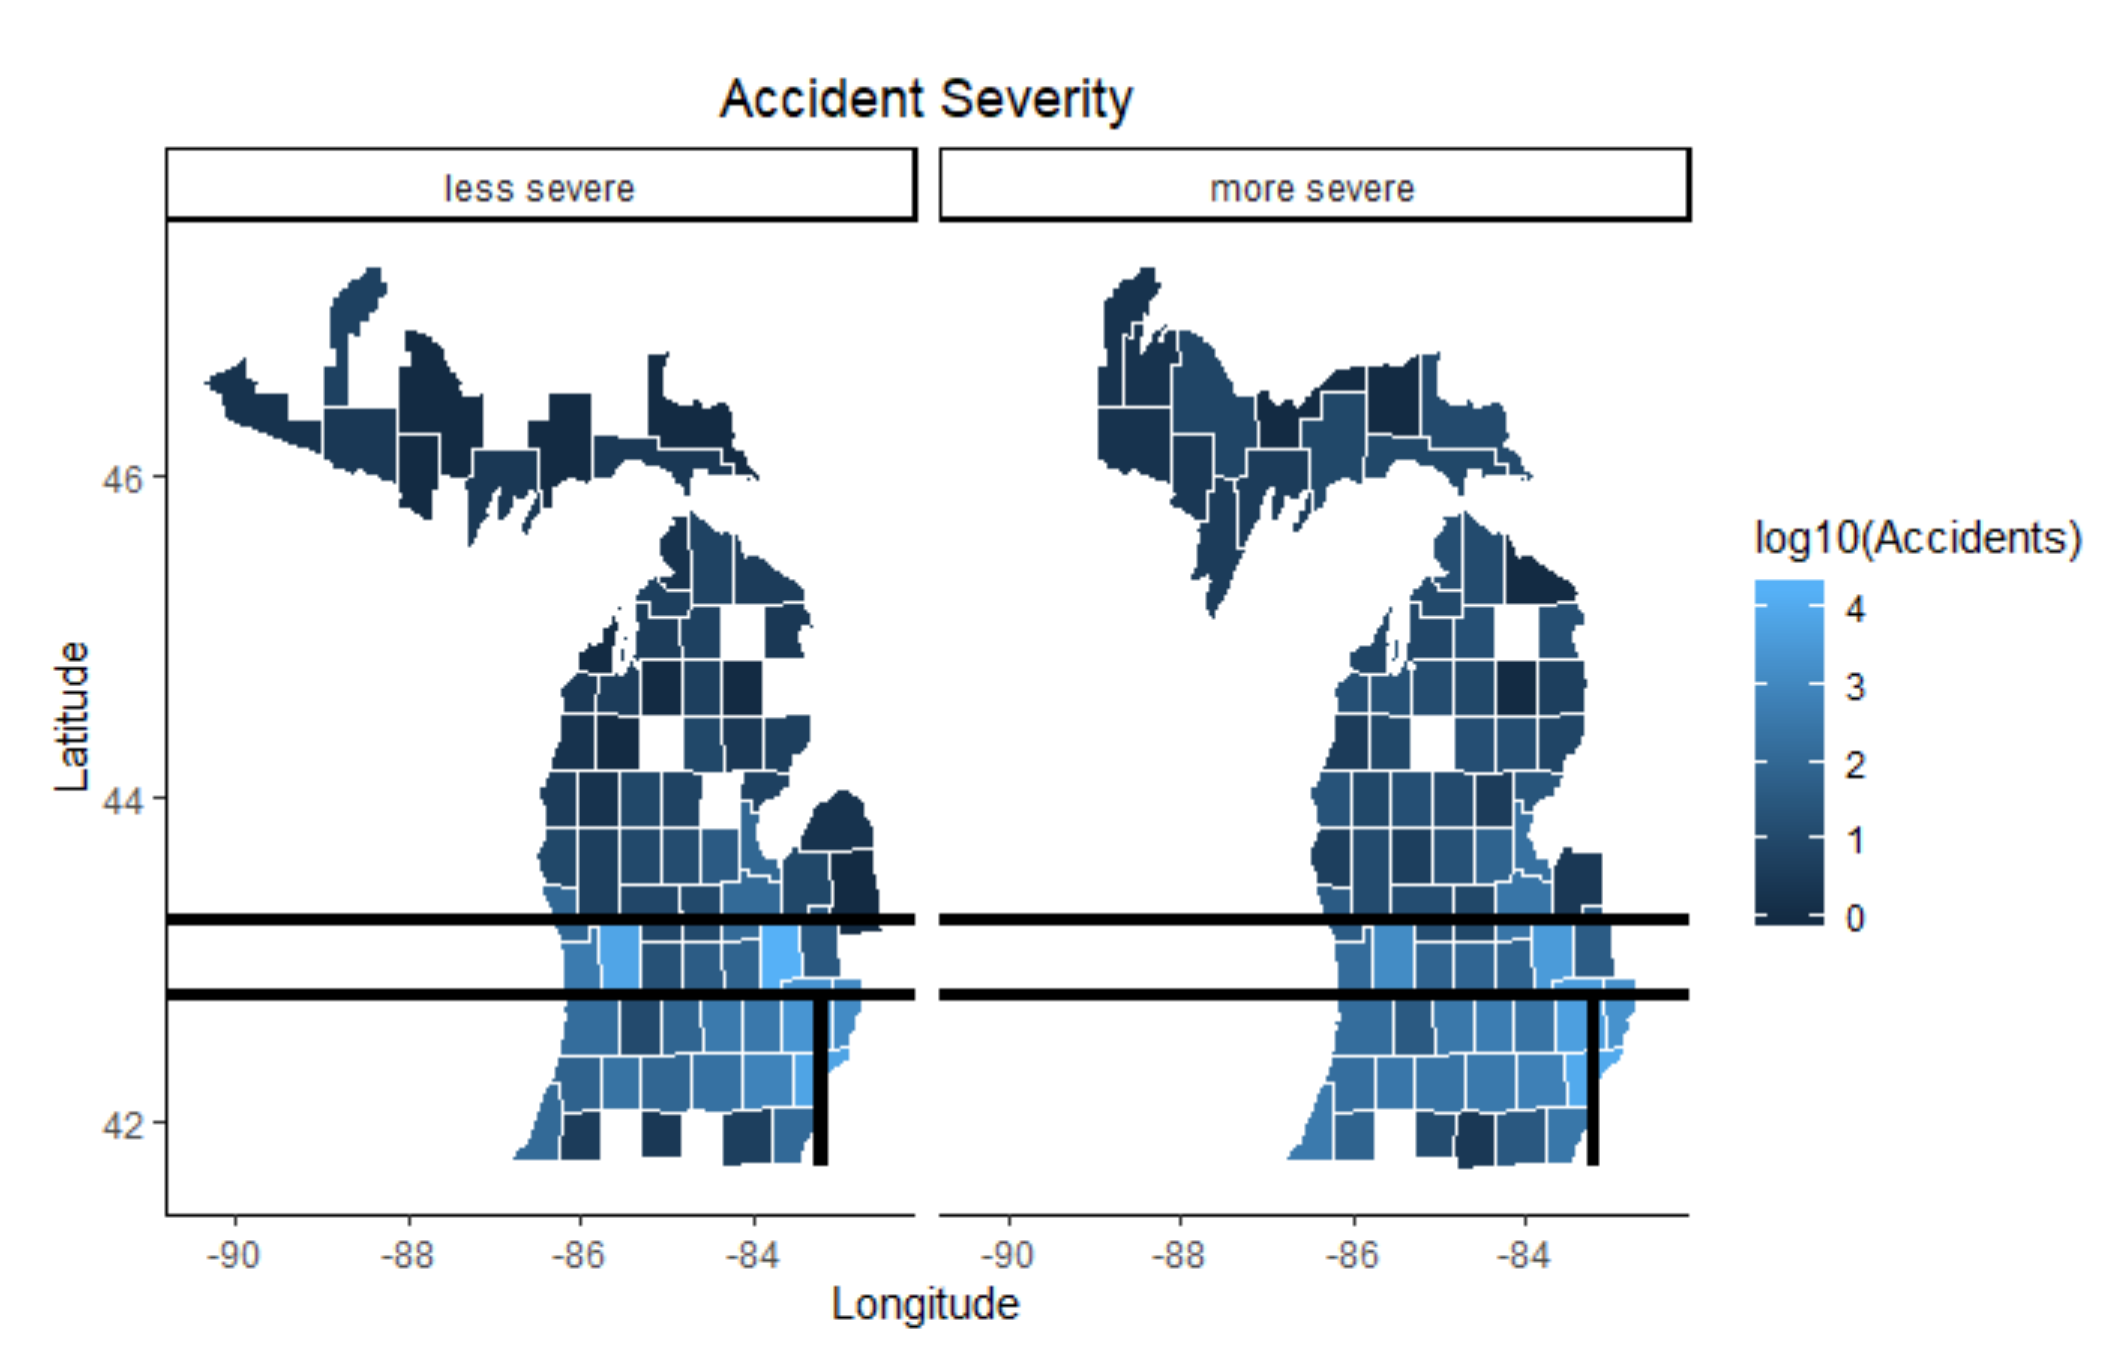 Accident Severity
less severe
more severe
log10(Accidents)
4
3
2
1
0
Latitude
46
44
42
-90
-88
-86
-84
-90
-88
-86
-84
Longitude